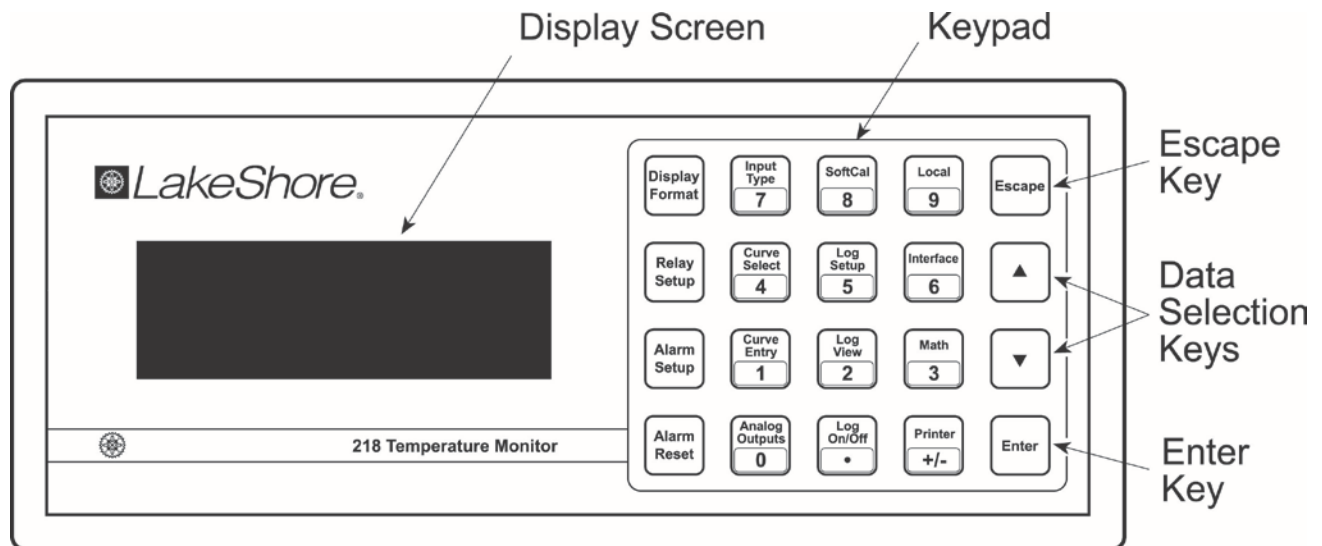 Display Screen
Keypad
LakeShore®
Display
Format
Input
Type
7
SoftCal
8
Local
9
Escape
Escape
Key
Relay
Setup
Curve
Select
4
Log
Setup
5
Interface
6
▲
Data
Selection
Keys
Alarm
Setup
Curve
Entry
1
Log
View
2
Math
3
▼
218 Temperature Monitor
Alarm
Reset
Analog
Outputs
0
Log
On/Off
•
Printer
+/-
Enter
Enter
Key